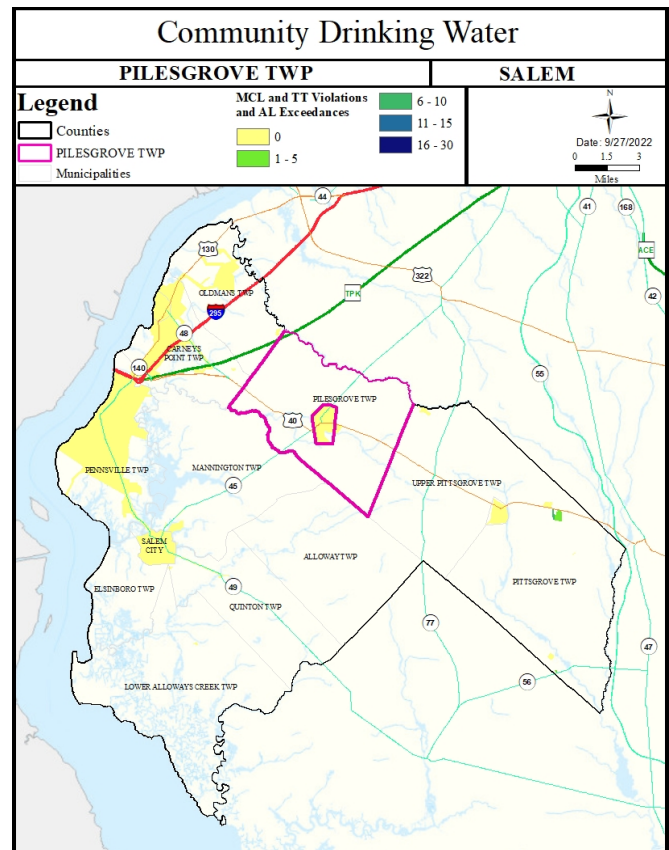 Community Drinking Water
PILESGROVE TWP
SALEM
Legend
Counties
PILESGROVE TWP
Municipalities
MCL and TT Violations
and AL Exceedances
0
1 - 5
6 - 10
11 - 15
16 - 30
N
Date: 9/27/2022
0 1.5 3
Miles
44
41
168
130
ACE
322
OLDMANS TWP
TPK
42
295
48
CARNEYS
POINT TWP
140
55
PILESGROVE TWP
40
PENNSVILLE TWP
MANNINGTON TWP
45
UPPER PITTSGROVE TWP
SALEM
CITY
ALLOWAY TWP
ELSINBORO TWP
49
QUINTON TWP
PITTSGROVE TWP
77
47
LOWER ALLOWAYS CREEK TWP
56